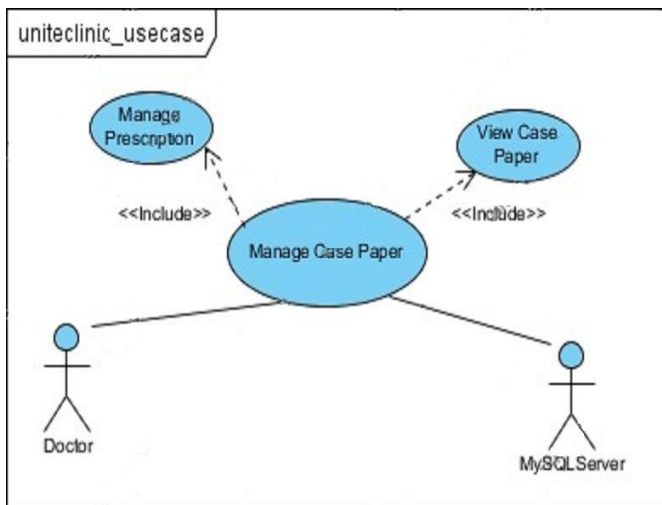 uniteclinic_usecase
Manage
Prescription
View Case
Paper
<<Include>>
<<Include>>
Manage Case Paper
Doctor
MySQLServer